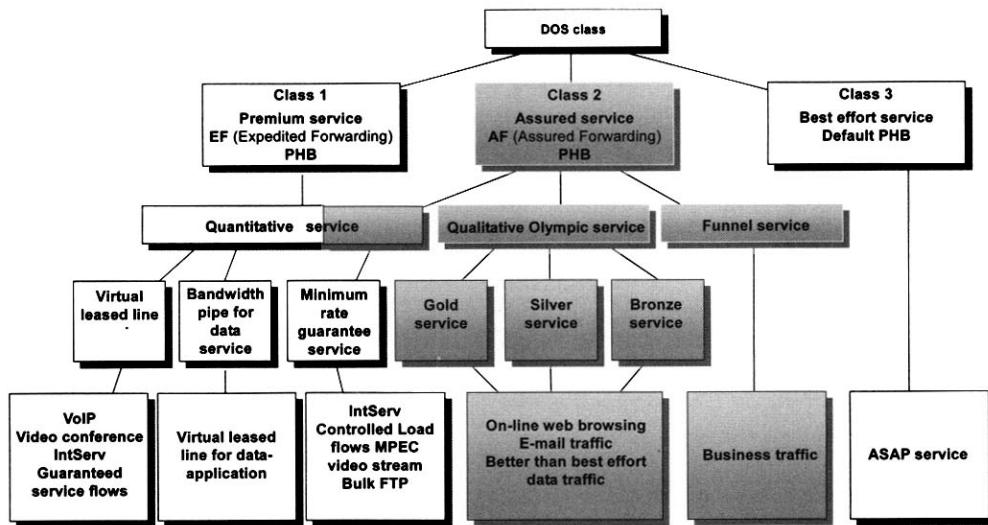 DOS class
Class 1
Premium service
EF (Expedited Forwarding)
PHB
Class 2
Assured service
AF (Assured Forwarding)
PHB
Class 3
Best effort service
Default PHB
Quantitative service
Qualitative Olympic service
Funnel service
Virtual
leased line
Bandwidth
pipe for
data
service
Minimum
rate
guarantee
service
Gold
service
Silver
service
Bronze
service
VoIP
Video conference
IntServ
Guaranteed
service flows
Virtual leased
line for data-
application
IntServ
Controlled Load
flows MPEC
video stream
Bulk FTP
On-line web browsing
E-mail traffic
Better than best effort
data traffic
Business traffic
ASAP service